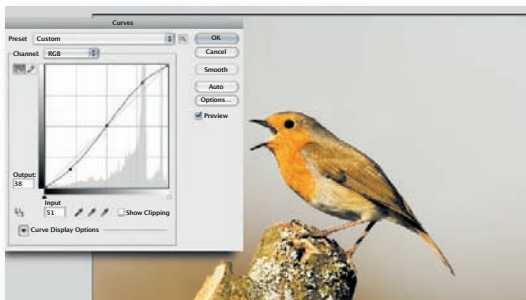 Curves
Preset Custom
OK
Channel: RGB
Cancel
Smooth
Auto
Options...
Preview
Output:
38
Input
51
Show Clipping
Curve Display Options